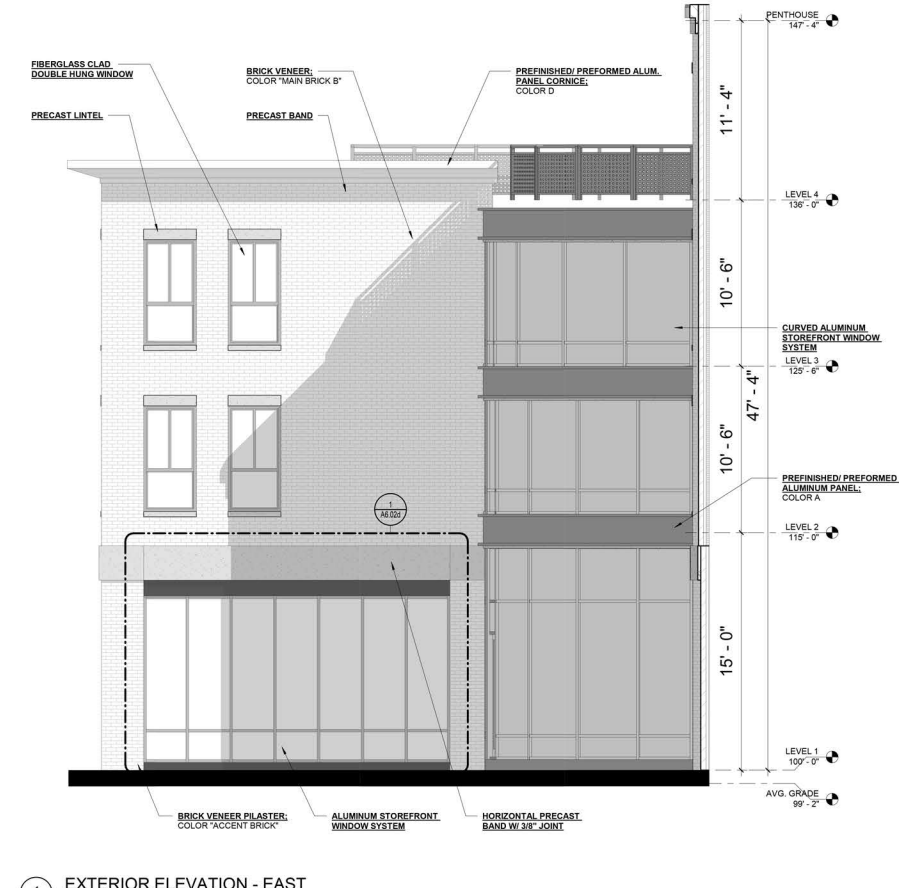 PENTHOUSE
147' - 4"
FIBERGLASS CLAD
DOUBLE HUNG WINDOW
BRICK VENEER;
COLOR "MAIN BRICK B"
PREFINISHED/ PREFORMED ALUM.
PANEL CORNICE;
COLOR D
PRECAST LINTEL
PRECAST BAND
11' - 4"
LEVEL 4
136' - 0"
10' - 6"
CURVED ALUMINUM
STOREFRONT WINDOW
SYSTEM
LEVEL 3
125' - 6"
47' - 4"
10' - 6"
PREFINISHED/ PREFORMED
ALUMINUM PANEL;
COLOR A
1
A6.02d
LEVEL 2
115' - 0"
15' - 0"
LEVEL 1
100' - 0"
AVG. GRADE
99' - 2"
BRICK VENEER PILASTER;
COLOR "ACCENT BRICK"
ALUMINUM STOREFRONT
WINDOW SYSTEM
HORIZONTAL PRECAST
BAND W/ 3/8" JOINT
EXTERIOR ELEVATION - EAST